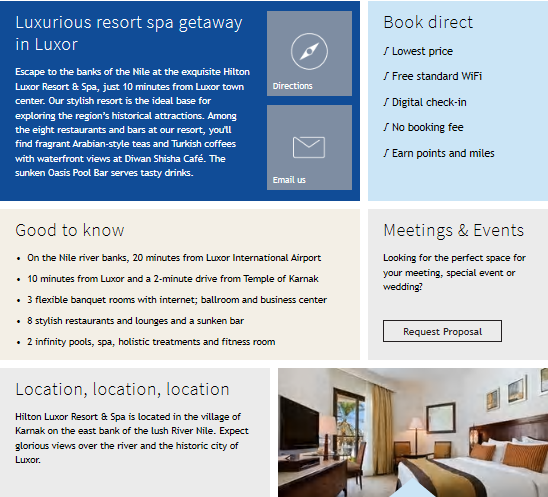 Luxurious resort spa getaway
in Luxor
Escape to the banks of the Nile at the exquisite Hilton
Luxor Resort & Spa, just 10 minutes from Luxor town
center. Our stylish resort is the ideal base for
exploring the region's historical attractions. Among
the eight restaurants and bars at our resort, you'll
find fragrant Arabian-style teas and Turkish coffees
with waterfront views at Diwan Shisha Café. The
sunken Oasis Pool Bar serves tasty drinks.
Directions
Email us
Book direct
√ Lowest price
√ Free standard WiFi
√ Digital check-in
√ No booking fee
√ Earn points and miles
Good to know
• On the Nile river banks, 20 minutes from Luxor International Airport
• 10 minutes from Luxor and a 2-minute drive from Temple of Karnak
• 3 flexible banquet rooms with internet; ballroom and business center
• 8 stylish restaurants and lounges and a sunken bar
• 2 infinity pools, spa, holistic treatments and fitness room
Meetings & Events
Looking for the perfect space for
your meeting, special event or
wedding?
Request Proposal
Location, location, location
Hilton Luxor Resort & Spa is located in the village of
Karnak on the east bank of the lush River Nile. Expect
glorious views over the river and the historic city of
Luxor.